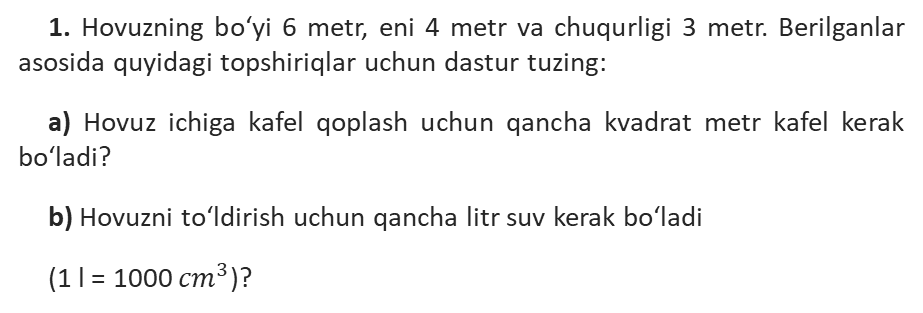 1. Hovuzning bo‘yi 6 metr, eni 4 metr va chuqurligi 3 metr. Berilganlar
asosida quyidagi topshiriqlar uchun dastur tuzing:
a) Hovuz ichiga kafel qoplash uchun qancha kvadrat metr kafel kerak
bo‘ladi?
b) Hovuzni to‘ldirish uchun qancha litr suv kerak bo‘ladi
(1 l = 1000 cm³)?